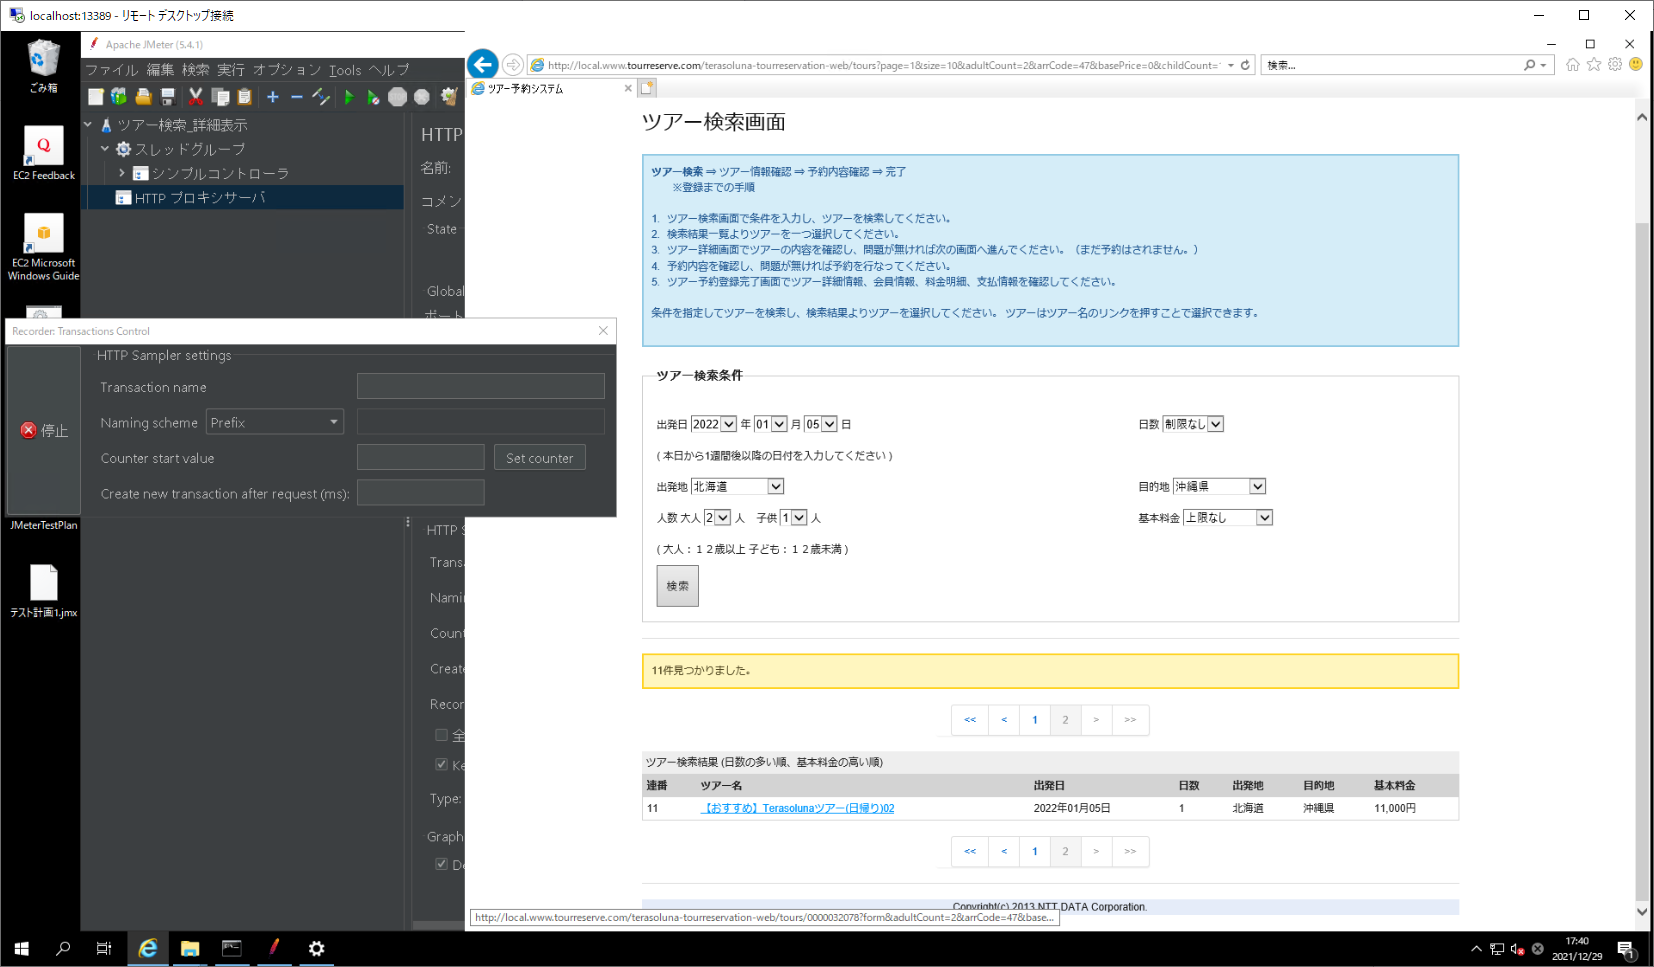 localhost:13389 - リモート デスクトップ接続
ごみ箱
EC2 Feedback
EC2 Microsoft
Windows Guide
JMeterTestPlan
テスト計画1.jmx
Apache JMeter (5.4.1)
ファイル 編集 検索 実行 オプション Tools ヘルプ
ツアー検索_詳細表示
スレッドグループ
シンプルコントローラ
HTTP プロキシサーバ
HTTP
名前:
コメン
State
Global
ポート
Recorder: Transactions Control
停止
HTTP Sampler settings
Transaction name
Naming scheme Prefix
Counter start value Set counter
Create new transaction after request (ms):
HTTP S
Transa
Namin
Count
Create
Recor
全
Ke
Type:
Graph
De
http://local.www.tourreserve.com/terasoluna-tourreservation-web/tours?page=1&size=10&adultCount=2&arrCode=47&basePrice=0&childCount=
検索...
ツアー予約システム
ツアー検索画面
ツアー検索 ⇒ ツアー情報確認 ⇒ 予約内容確認 ⇒ 完了
※登録までの手順
1. ツアー検索画面で条件を入力し、ツアーを検索してください。
2. 検索結果一覧よりツアーを一つ選択してください。
3. ツアー詳細画面でツアーの内容を確認し、問題が無ければ次の画面へ進んでください。（まだ予約はされません。）
4. 予約内容を確認し、問題が無ければ予約を行なってください。
5. ツアー予約登録完了画面でツアー詳細情報、会員情報、料金明細、支払情報を確認してください。
条件を指定してツアーを検索し、検索結果よりツアーを選択してください。 ツアーはツアー名のリンクを押すことで選択できます。
ツアー検索条件
出発日 2022 年 01 月 05 日 日数 制限なし
( 本日から1週間後以降の日付を入力してください )
出発地 北海道 目的地 沖縄県
人数 大人 2 人 子供 1 人 基本料金 上限なし
( 大人：１２歳以上 子ども：１２歳未満 )
検索
11件見つかりました。
<< < 1 2 > >>
ツアー検索結果 (日数の多い順、基本料金の高い順)
連番 ツアー名 出発日 日数 出発地 目的地 基本料金
11 【おすすめ】Terasolunaツアー(日帰り)02 2022年01月05日 1 北海道 沖縄県 11,000円
<< < 1 2 > >>
Copyright(c) 2013 NTT DATA Corporation.
http://local.www.tourreserve.com/terasoluna-tourreservation-web/tours/0000032078?form&adultCount=2&arrCode=47&base...
17:40
2021/12/29
1